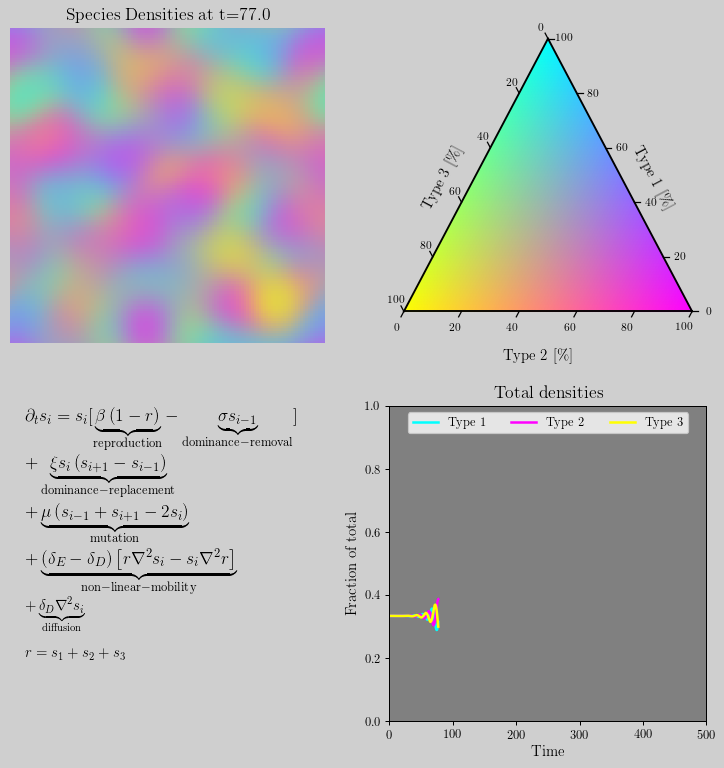 Species Densities at t=77.0
0
100
20
80
40
60
Type 3 [%]
Type 1 [%]
60
40
80
20
100
0
0
20
40
60
80
100
Type 2 [%]
∂ₜsᵢ = sᵢ[β (1 − r) − σsᵢ₋₁ ]
reproduction dominance−removal
+ ξsᵢ (sᵢ₊₁ − sᵢ₋₁)
dominance−replacement
+ μ (sᵢ₋₁ + sᵢ₊₁ − 2sᵢ)
mutation
+ (δ_E − δ_D) [r∇²sᵢ − sᵢ∇²r]
non−linear−mobility
+ δ_D∇²sᵢ
diffusion
r = s₁ + s₂ + s₃
Total densities
Type 1 Type 2 Type 3
1.0
0.8
0.6
0.4
0.2
0.0
Fraction of total
0 100 200 300 400 500
Time